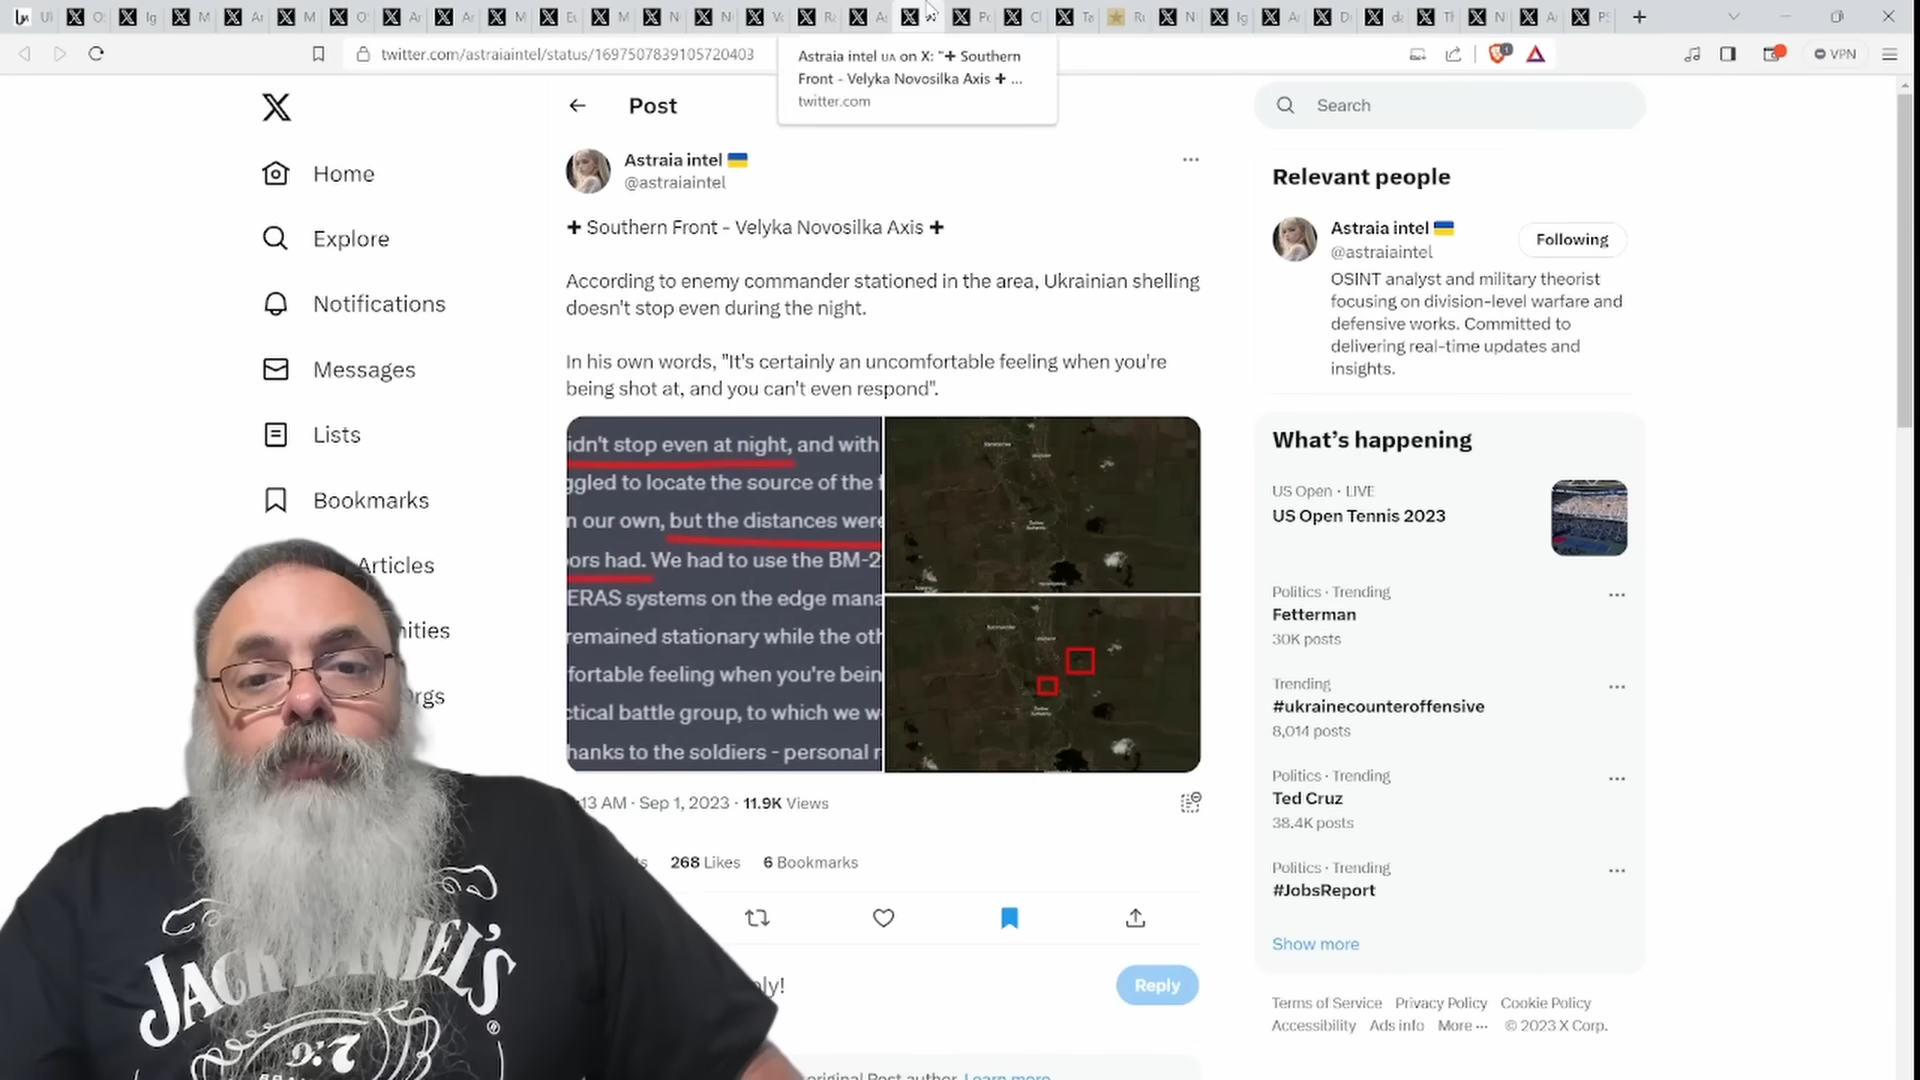 twitter.com/astraiaintel/status/1697507839105720403
VPN
Astraia intel UA on X: "✚ Southern
Front - Velyka Novosilka Axis ✚ ...
twitter.com
Home
Explore
Notifications
Messages
Lists
Bookmarks
Articles
nities
Orgs
Post
Astraia intel
@astraiaintel
✚ Southern Front - Velyka Novosilka Axis ✚
According to enemy commander stationed in the area, Ukrainian shelling
doesn't stop even during the night.
In his own words, "It's certainly an uncomfortable feeling when you're
being shot at, and you can't even respond".
idn't stop even at night, and with
ggled to locate the source of the f
n our own, but the distances were
ors had. We had to use the BM-2
ERAS systems on the edge mana
remained stationary while the oth
fortable feeling when you're bein
ctical battle group, to which we w
hanks to the soldiers - personal r
:13 AM · Sep 1, 2023 · 11.9K Views
ts 268 Likes 6 Bookmarks
ply!
Reply
original Post author. Learn more
Search
Relevant people
Astraia intel
@astraiaintel
Following
OSINT analyst and military theorist
focusing on division-level warfare and
defensive works. Committed to
delivering real-time updates and
insights.
What's happening
US Open · LIVE
US Open Tennis 2023
Politics · Trending
Fetterman
30K posts
Trending
#ukrainecounteroffensive
8,014 posts
Politics · Trending
Ted Cruz
38.4K posts
Politics · Trending
#JobsReport
Show more
Terms of Service Privacy Policy Cookie Policy
Accessibility Ads info More ··· © 2023 X Corp.
JACK DANIEL'S